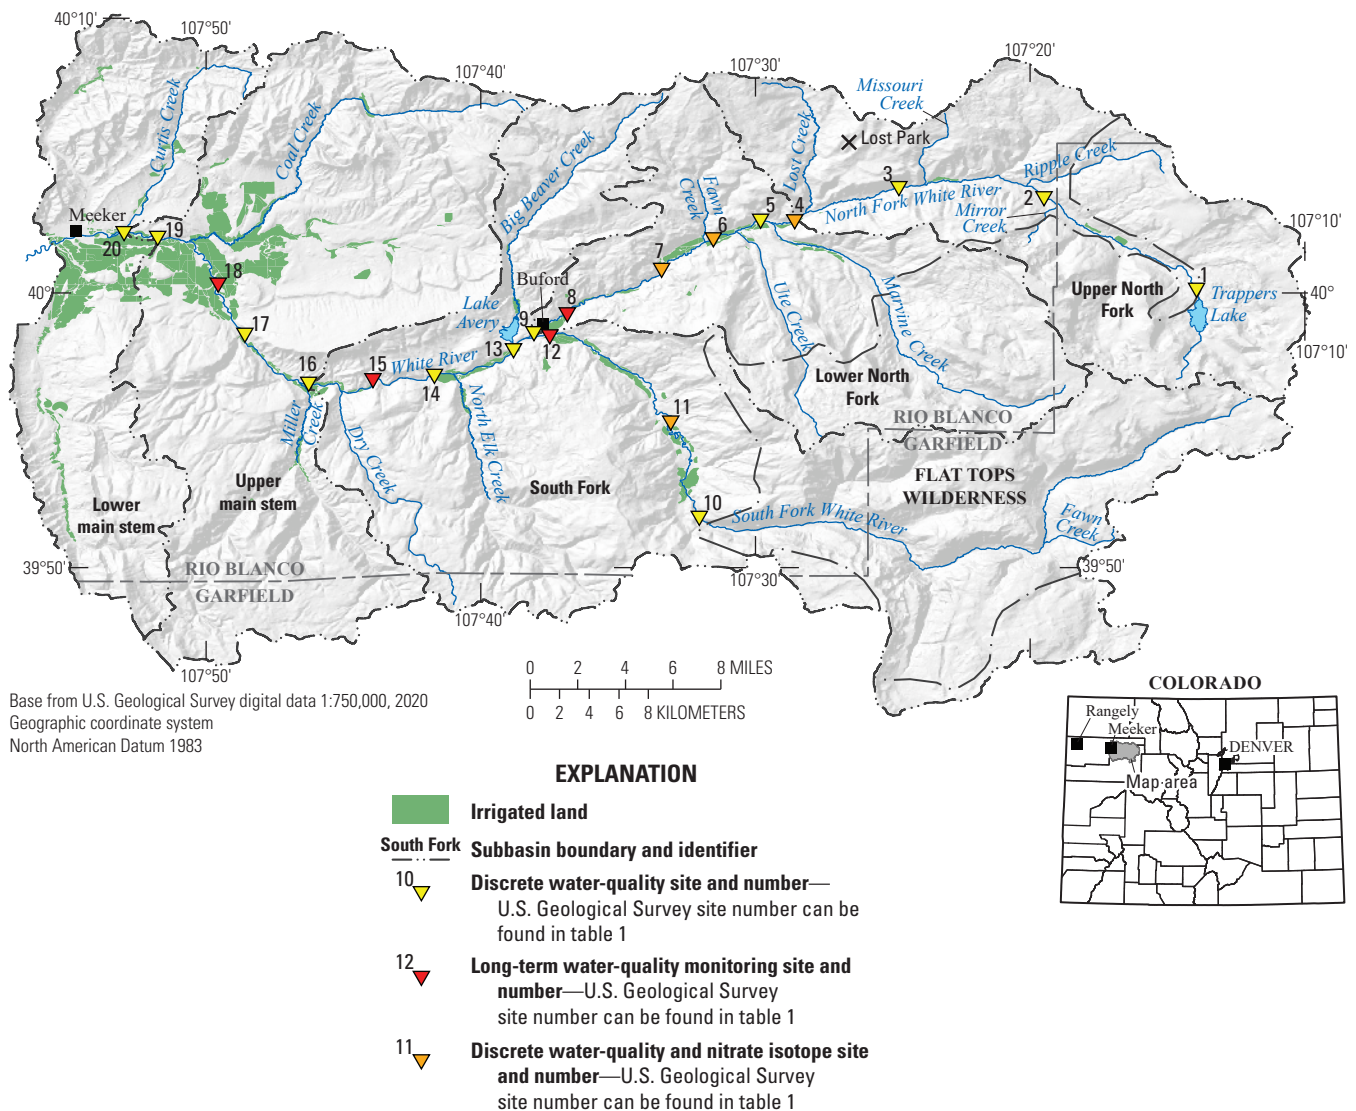 40°10'
107°50'
107°40'
107°30'
107°20'
107°10'
40°
107°10'
39°50'
107°30'
107°40'
107°50'
39°50'
40°
Curtis Creek
Coal Creek
Big Beaver Creek
Fawn
Creek
Lost Creek
Missouri
Creek
Lost Park
Ripple Creek
North Fork White River
Mirror
Creek
Meeker
Buford
Lake
Avery
White River
Ute Creek
Marvine Creek
Trappers
Lake
Upper North
Fork
Lower North
Fork
RIO BLANCO
GARFIELD
FLAT TOPS
WILDERNESS
South Fork White River
Fawn
Creek
Miller
Creek
Dry Creek
North Elk Creek
South Fork
Upper
main stem
Lower
main stem
RIO BLANCO
GARFIELD
1
2
3
4
5
6
7
8
9
10
11
12
13
14
15
16
17
18
19
20
0 2 4 6 8 MILES
0 2 4 6 8 KILOMETERS
Base from U.S. Geological Survey digital data 1:750,000, 2020
Geographic coordinate system
North American Datum 1983
COLORADO
Rangely
Meeker
DENVER
Map area
EXPLANATION
Irrigated land
South Fork Subbasin boundary and identifier
10 Discrete water-quality site and number—
U.S. Geological Survey site number can be
found in table 1
12 Long-term water-quality monitoring site and
number—U.S. Geological Survey
site number can be found in table 1
11 Discrete water-quality and nitrate isotope site
and number—U.S. Geological Survey
site number can be found in table 1